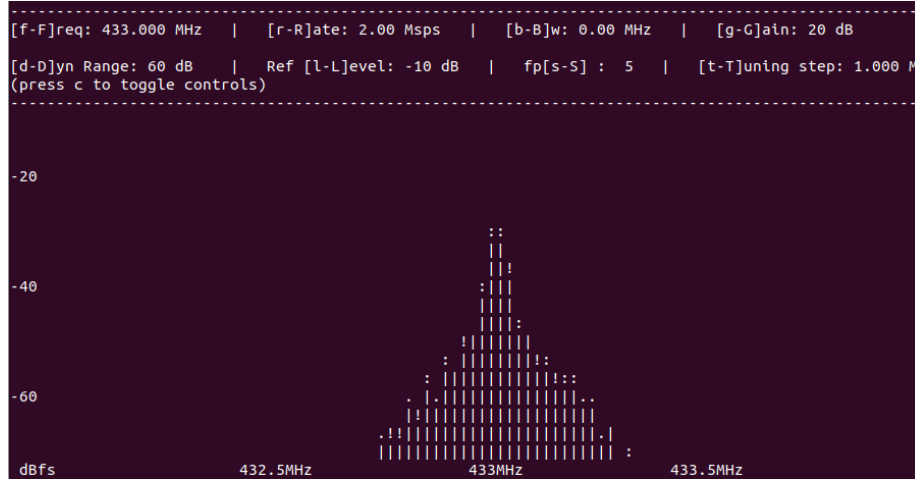 [f-F]req: 433.000 MHz | [r-R]ate: 2.00 Msps | [b-B]w: 0.00 MHz | [g-G]ain: 20 dB
[d-D]yn Range: 60 dB | Ref [l-L]evel: -10 dB | fp[s-S] : 5 | [t-T]uning step: 1.000 M
(press c to toggle controls)
-20
-40
-60
dBfs 432.5MHz 433MHz 433.5MHz